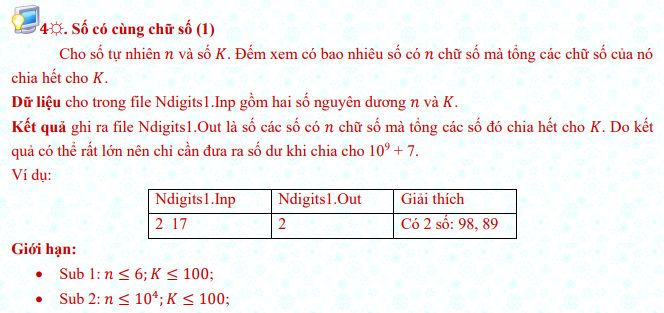 4☼. Số có cùng chữ số (1)
Cho số tự nhiên n và số K. Đếm xem có bao nhiêu số có n chữ số mà tổng các chữ số của nó
chia hết cho K.
Dữ liệu cho trong file Ndigits1.Inp gồm hai số nguyên dương n và K.
Kết quả ghi ra file Ndigits1.Out là số các số có n chữ số mà tổng các số đó chia hết cho K. Do kết
quả có thể rất lớn nên chỉ cần đưa ra số dư khi chia cho 10⁹ + 7.
Ví dụ:
Ndigits1.Inp Ndigits1.Out Giải thích
2 17 2 Có 2 số: 98, 89
Giới hạn:
• Sub 1: n ≤ 6; K ≤ 100;
• Sub 2: n ≤ 10⁴; K ≤ 100;